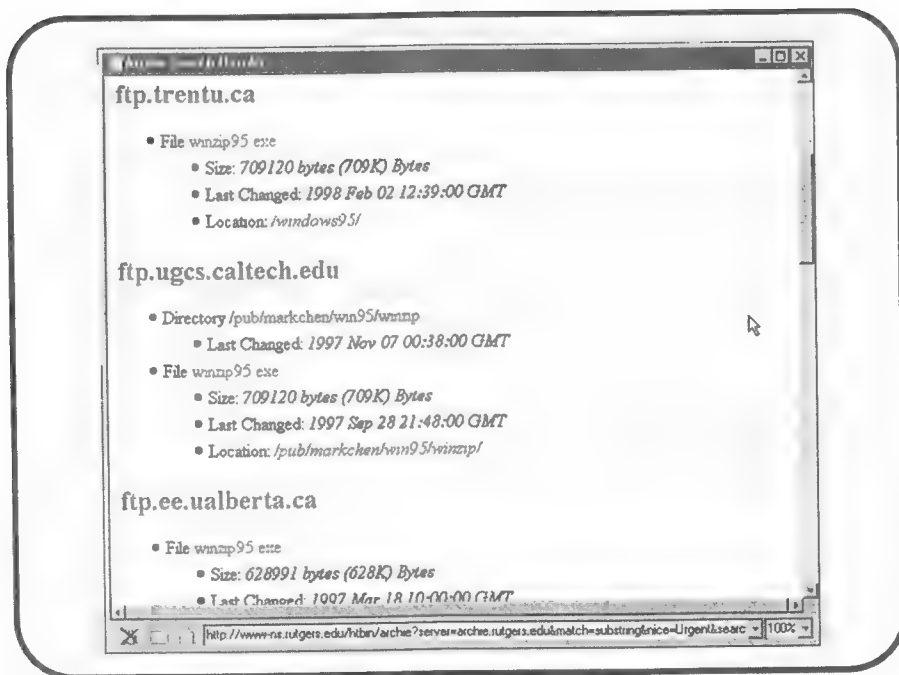 ftp.trentu.ca
File winzip95 exe
Size: 709120 bytes (709K) Bytes
Last Changed: 1998 Feb 02 12:39:00 GMT
Location: /windows95/
ftp.ugcs.caltech.edu
Directory /pub/markchen/win95/winzip
Last Changed: 1997 Nov 07 00:38:00 GMT
File winzip95 exe
Size: 709120 bytes (709K) Bytes
Last Changed: 1997 Sep 28 21:48:00 GMT
Location: /pub/markchen/win95/winzip/
ftp.ee.ualberta.ca
File winzip95 exe
Size: 628991 bytes (628K) Bytes
Last Changed: 1997 Mar 18 10:00:00 GMT
http://www-ns.rutgers.edu/htbin/archie?server=archie.rutgers.edu&match=substring&nice=Urgent&searc
100%